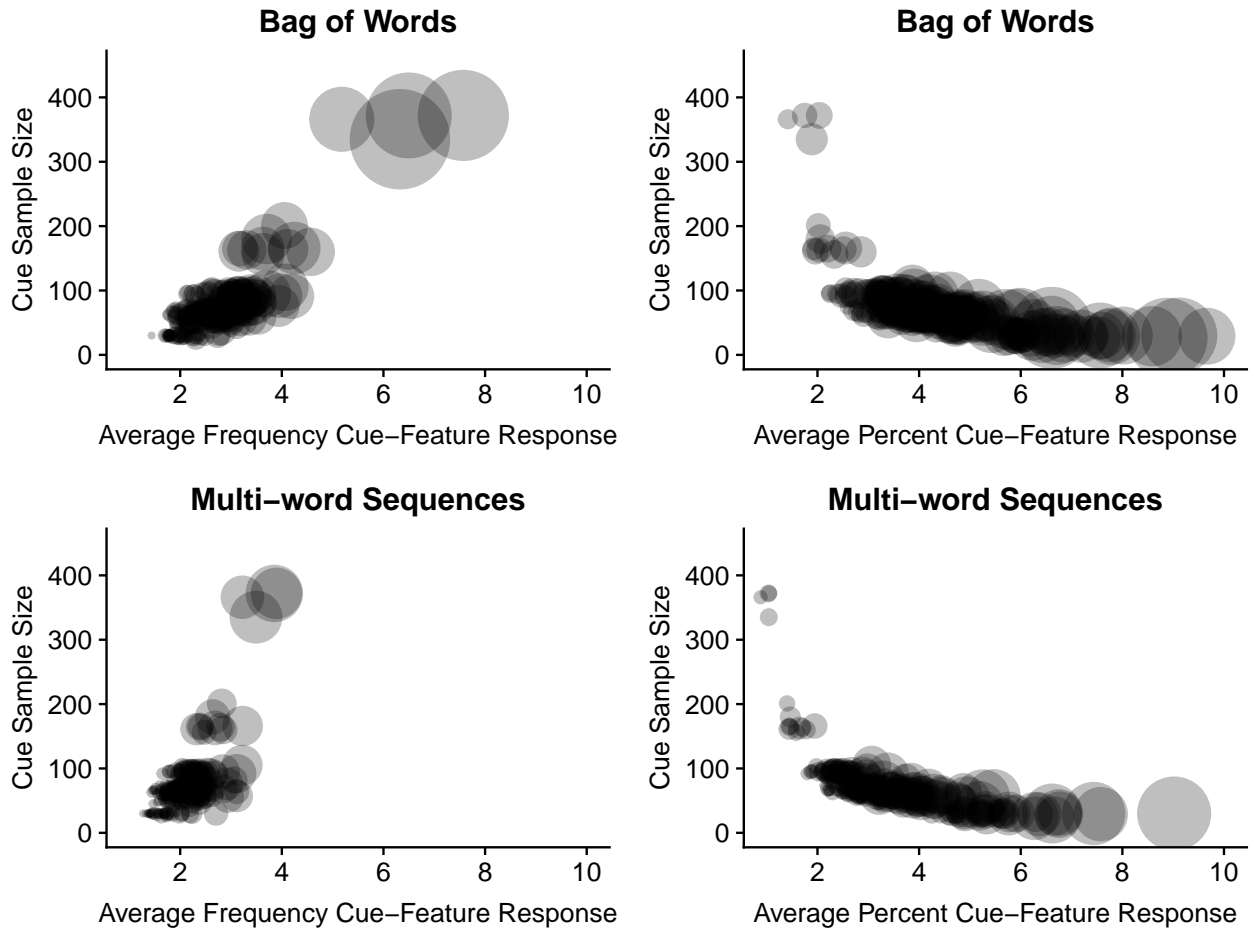 Bag of Words
Cue Sample Size
400
300
200
100
0
2 4 6 8 10
Average Frequency Cue−Feature Response
Bag of Words
Cue Sample Size
400
300
200
100
0
2 4 6 8 10
Average Percent Cue−Feature Response
Multi−word Sequences
Cue Sample Size
400
300
200
100
0
2 4 6 8 10
Average Frequency Cue−Feature Response
Multi−word Sequences
Cue Sample Size
400
300
200
100
0
2 4 6 8 10
Average Percent Cue−Feature Response